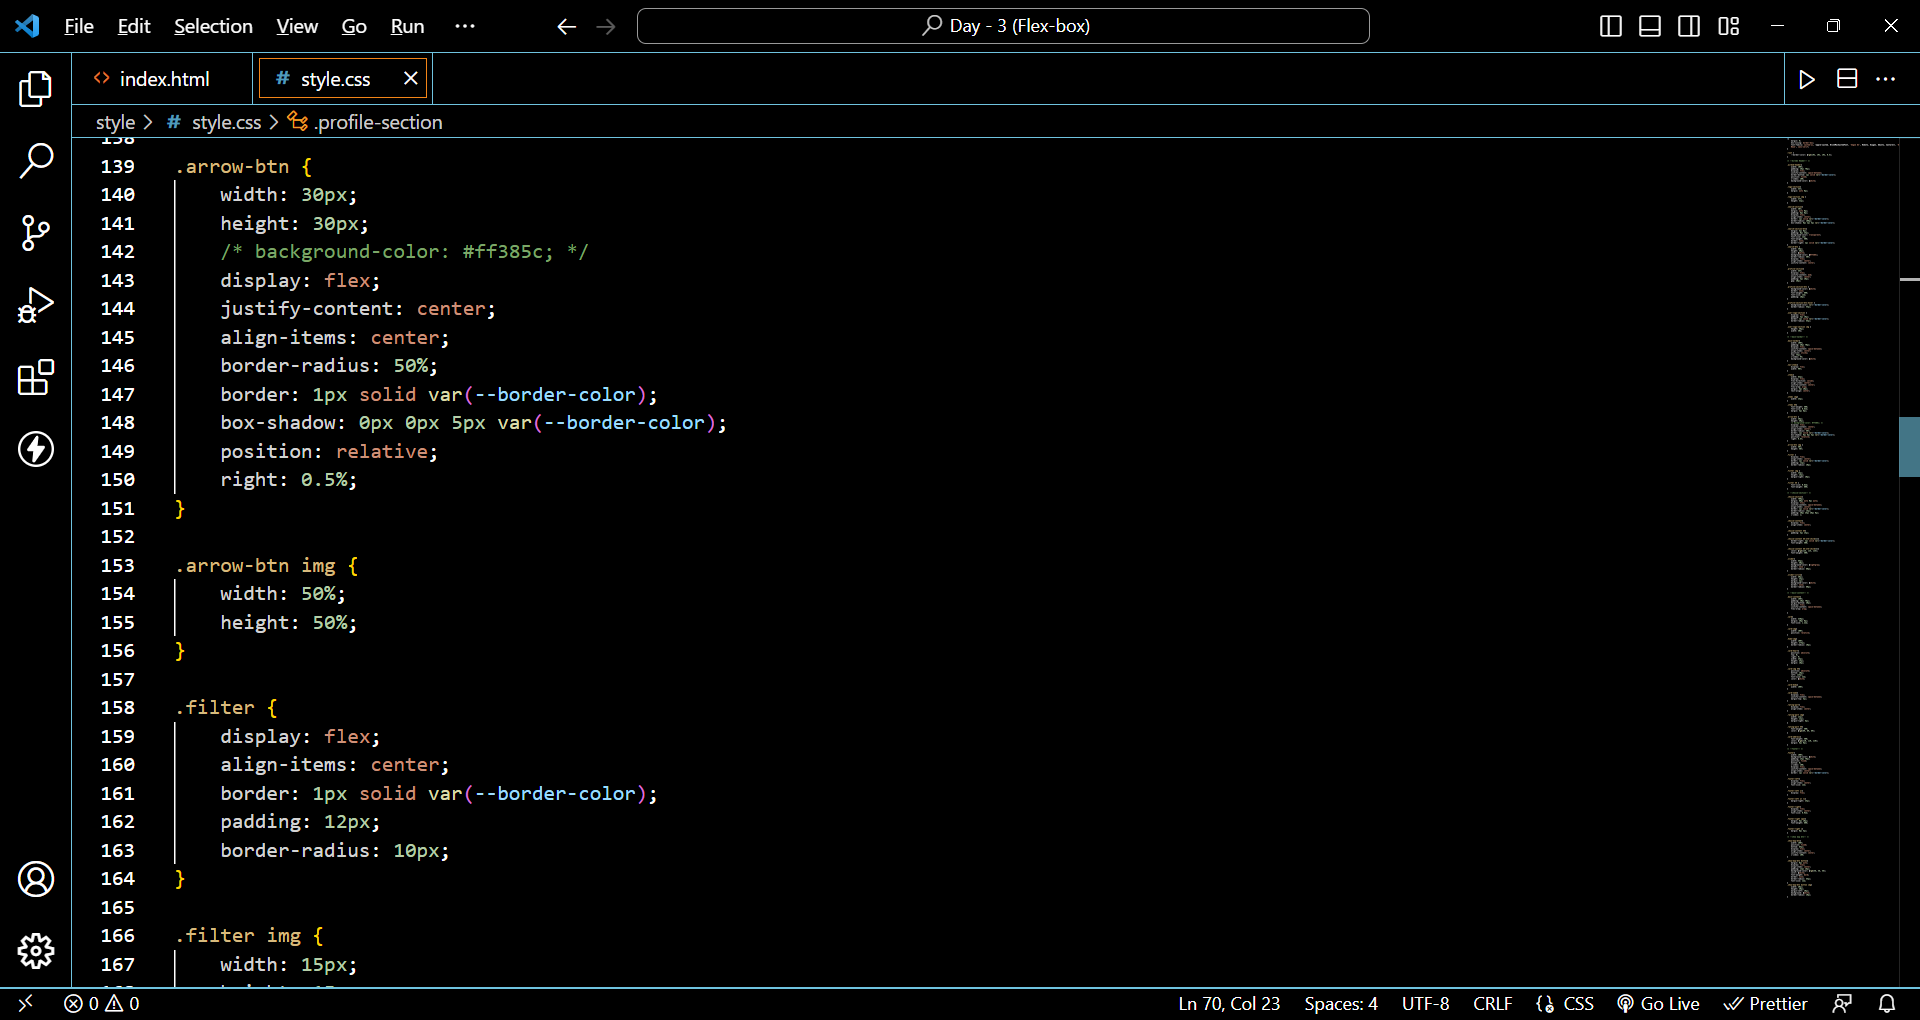 File Edit Selection View Go Run ···
Day - 3 (Flex-box)
<> index.html
# style.css ×
style > # style.css > .profile-section
138
139 .arrow-btn {
140 width: 30px;
141 height: 30px;
142 /* background-color: #ff385c; */
143 display: flex;
144 justify-content: center;
145 align-items: center;
146 border-radius: 50%;
147 border: 1px solid var(--border-color);
148 box-shadow: 0px 0px 5px var(--border-color);
149 position: relative;
150 right: 0.5%;
151 }
152
153 .arrow-btn img {
154 width: 50%;
155 height: 50%;
156 }
157
158 .filter {
159 display: flex;
160 align-items: center;
161 border: 1px solid var(--border-color);
162 padding: 12px;
163 border-radius: 10px;
164 }
165
166 .filter img {
167 width: 15px;
0 0
Ln 70, Col 23 Spaces: 4 UTF-8 CRLF CSS Go Live Prettier